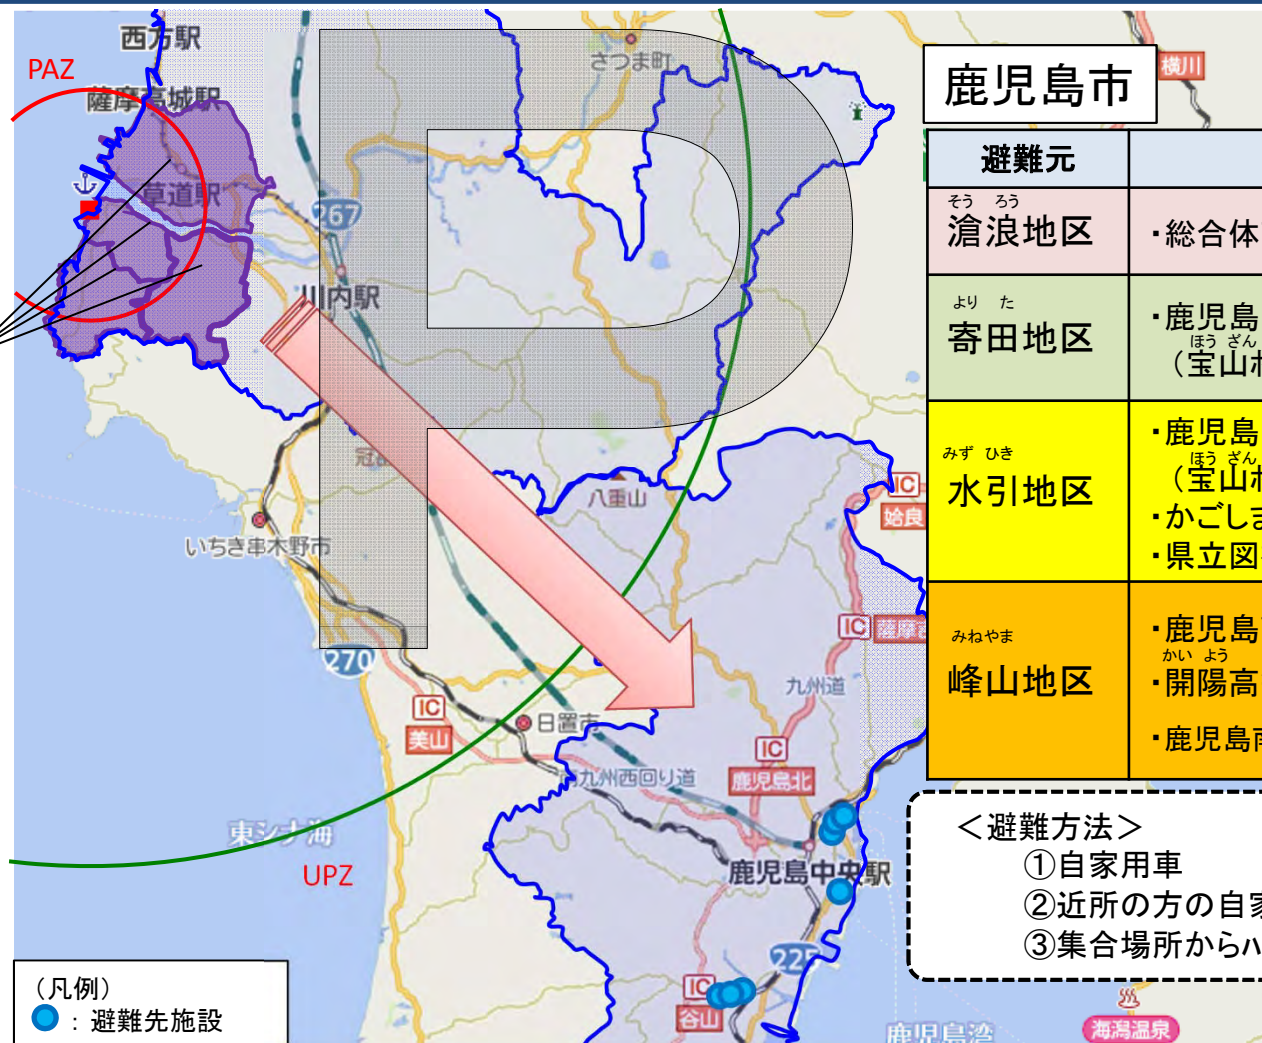 西方駅
PAZ
薩摩高城駅
草道駅
267
川内駅
さつま町
横川
八重山
いちき串木野市
270
IC
美山
日置市
南九州西回り道
東シナ海
UPZ
IC
姶良
IC
九州道
IC
鹿児島北
鹿児島中央駅
225
IC
谷山
鹿児島湾
海潟温泉
(凡例)
:避難先施設
鹿児島市
避難元
そう ろう
滄浪地区
・総合体
より た
寄田地区
・鹿児島
ほう ざん
(宝山ホ
みず ひき
水引地区
・鹿児島
ほう ざん
(宝山ホ
・かごしま
・県立図
みねやま
峰山地区
・鹿児島
かい よう
・開陽高
・鹿児島南
<避難方法>
①自家用車
②近所の方の自家
③集合場所からバ